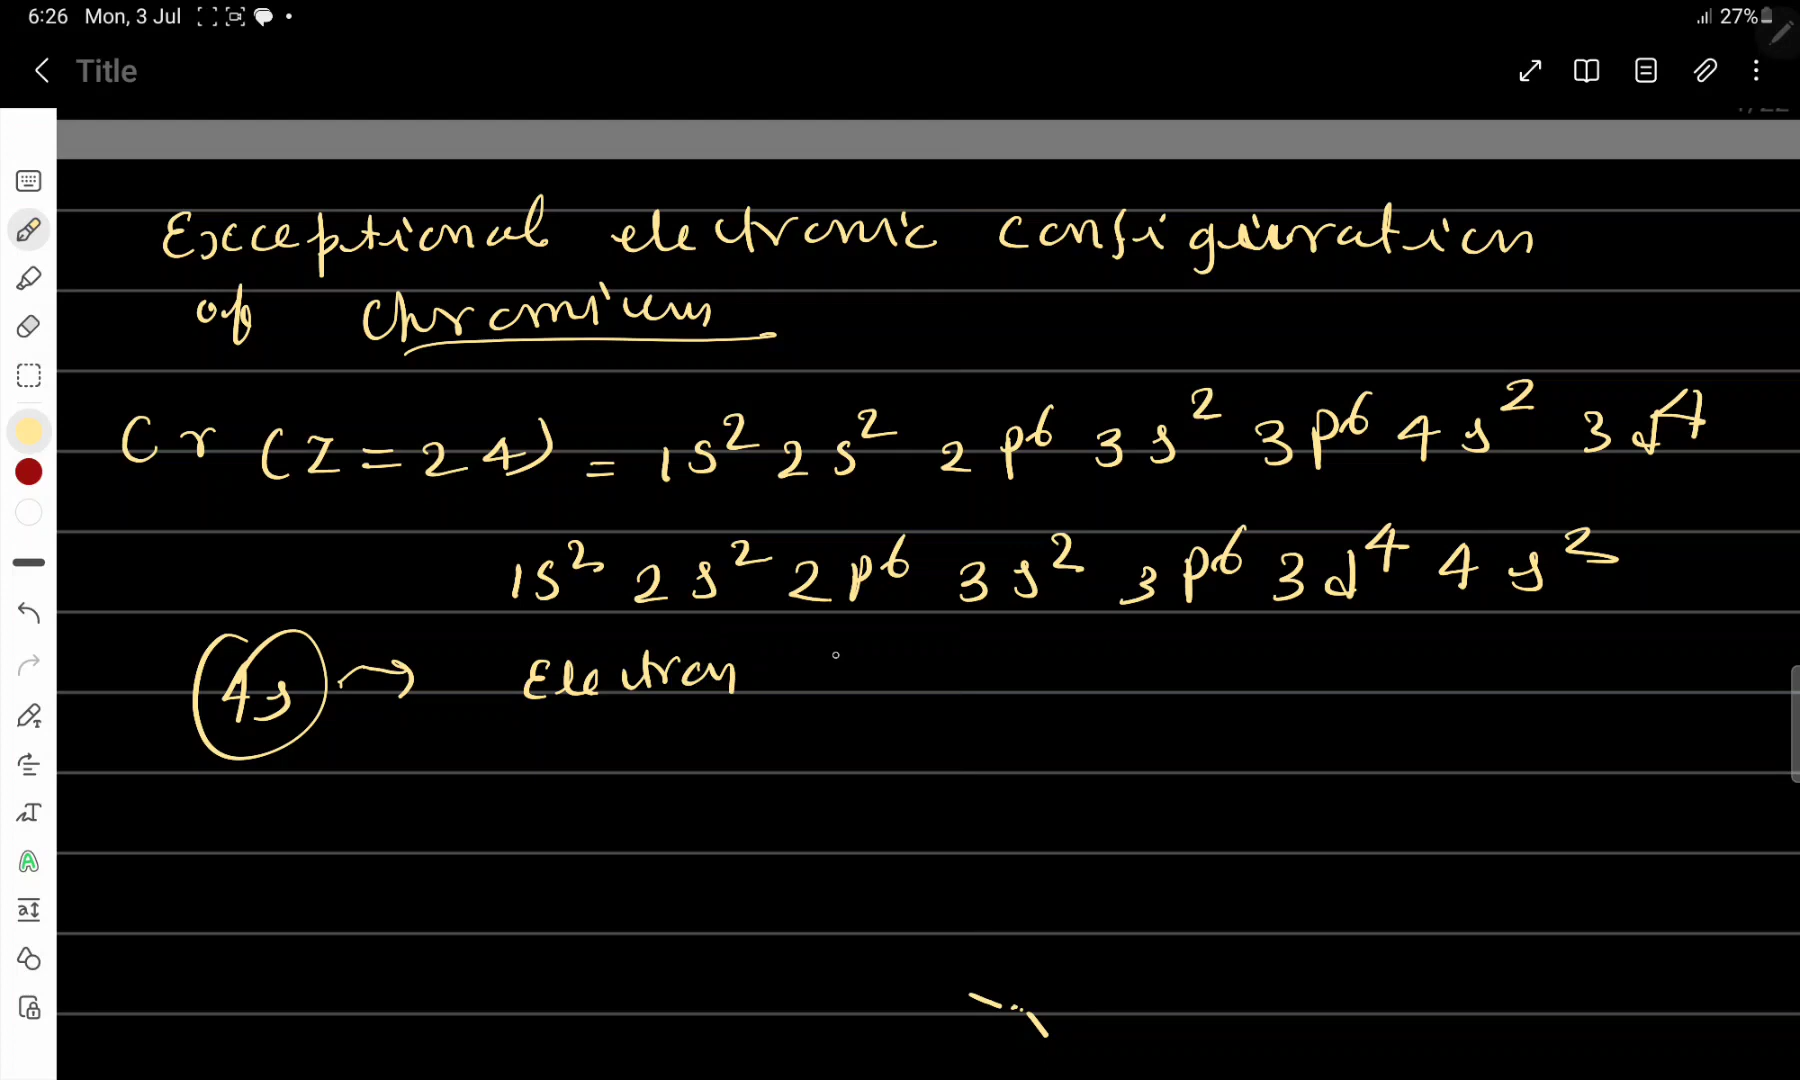 6:26 Mon, 3 Jul 27%
Title
Exceptional electronic configuration
of chromium
Cr (Z=24) = 1s² 2s² 2p⁶ 3s² 3p⁶ 4s² 3d⁴
1s² 2s² 2p⁶ 3s² 3p⁶ 3d⁴ 4s²
4s → Electron